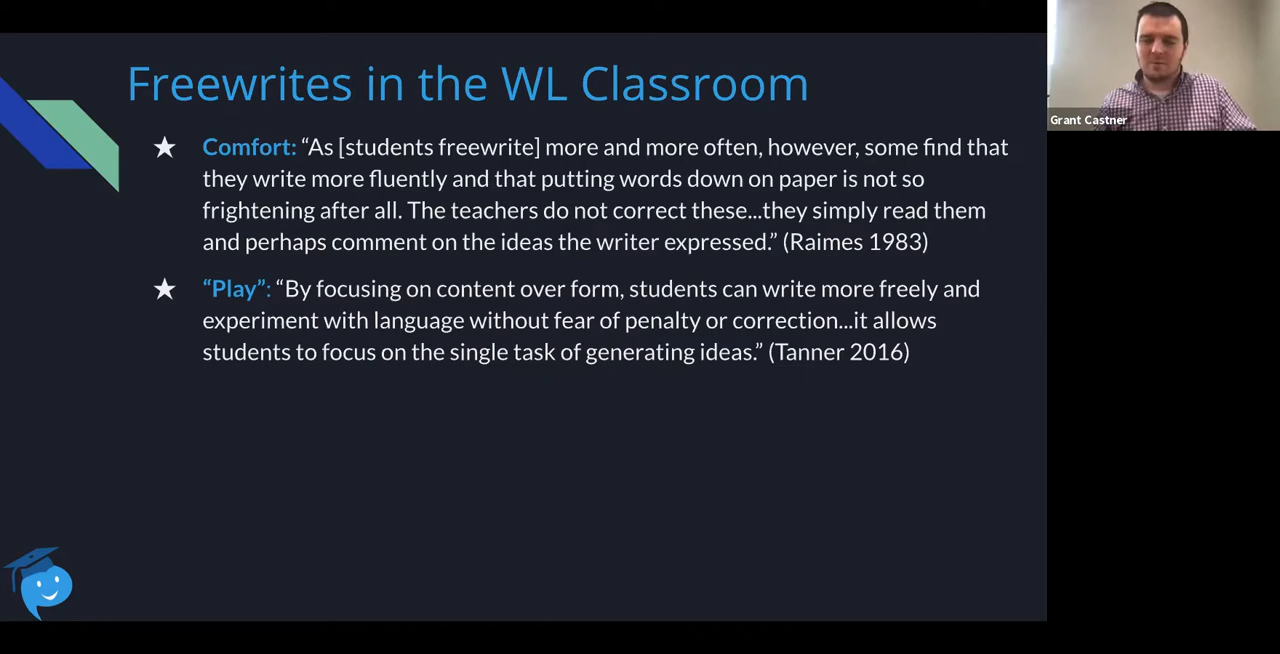 Freewrites in the WL Classroom
Grant Castner
★ Comfort: “As [students freewrite] more and more often, however, some find that
they write more fluently and that putting words down on paper is not so
frightening after all. The teachers do not correct these...they simply read them
and perhaps comment on the ideas the writer expressed.” (Raimes 1983)
★ “Play”: “By focusing on content over form, students can write more freely and
experiment with language without fear of penalty or correction...it allows
students to focus on the single task of generating ideas.” (Tanner 2016)